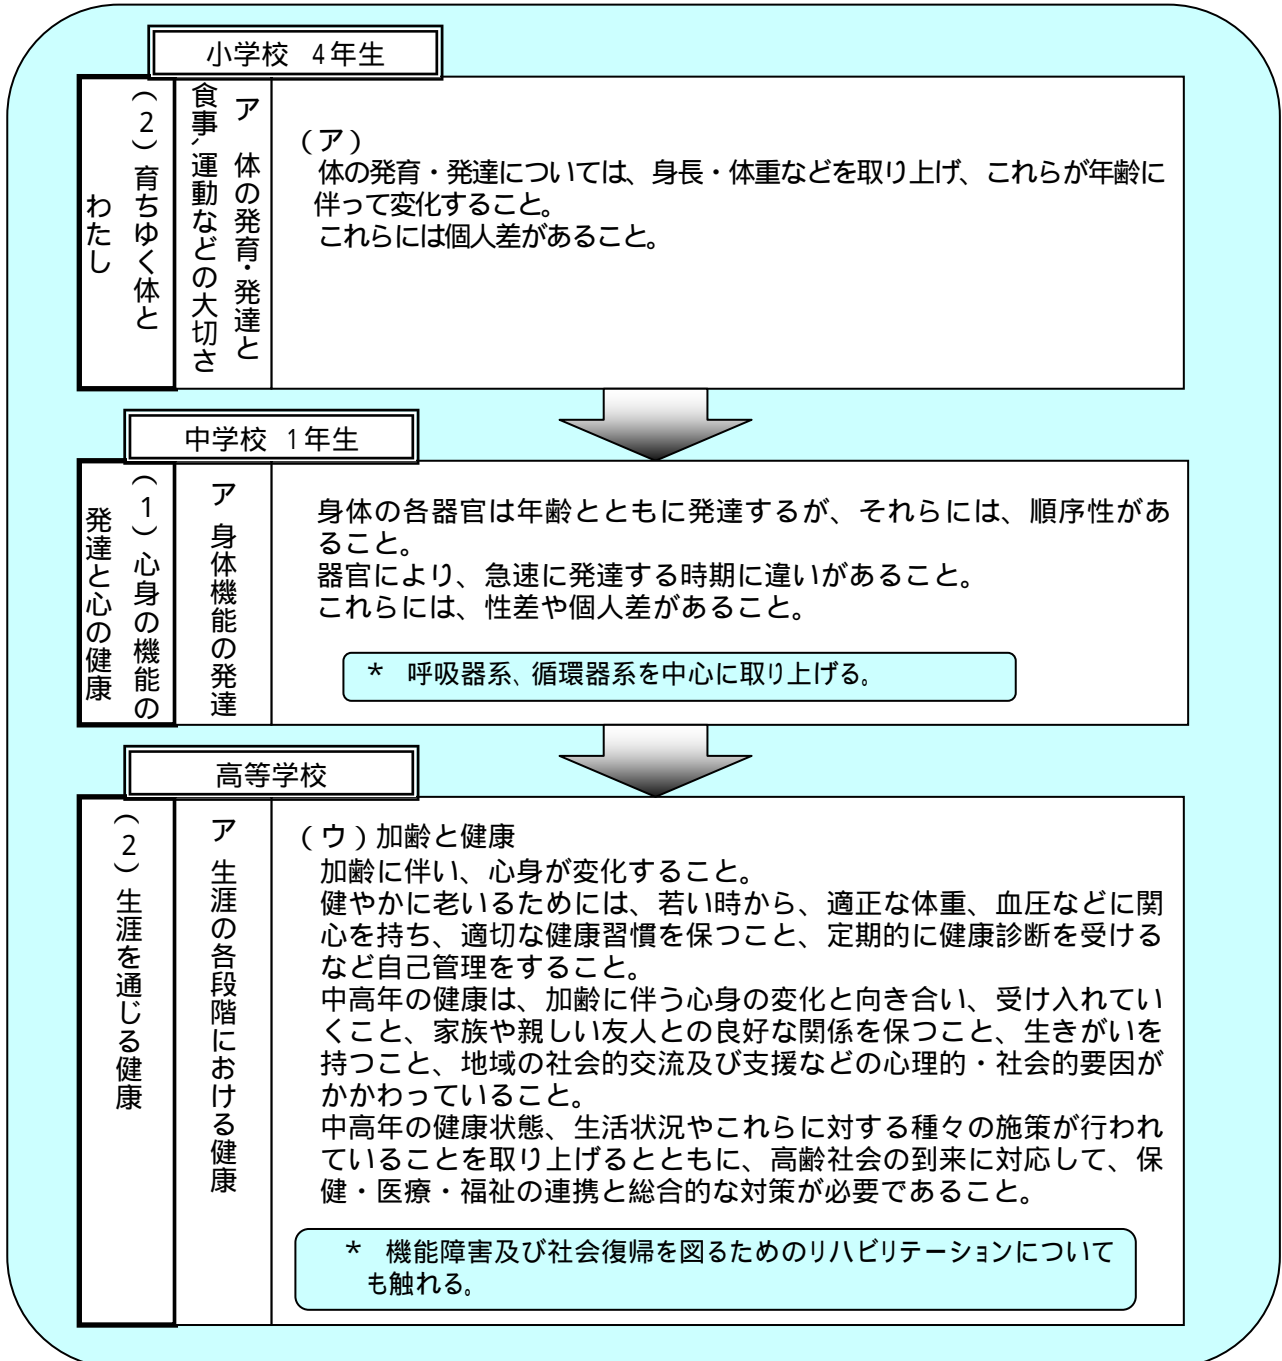 小学校 4年生
(2)育ちゆく体と
わたし
ア 体の発育・発達と
食事、運動などの大切さ
(ア)
体の発育・発達については、身長・体重などを取り上げ、これらが年齢に
伴って変化すること。
これらには個人差があること。
中学校 1年生
(1)心身の機能の
発達と心の健康
ア 身体機能の発達
身体の各器官は年齢とともに発達するが、それらには、順序性があ
ること。
器官により、急速に発達する時期に違いがあること。
これらには、性差や個人差があること。
* 呼吸器系、循環器系を中心に取り上げる。
高等学校
(2)生涯を通じる健康
ア 生涯の各段階における健康
(ウ)加齢と健康
加齢に伴い、心身が変化すること。
健やかに老いるためには、若い時から、適正な体重、血圧などに関
心を持ち、適切な健康習慣を保つこと、定期的に健康診断を受ける
など自己管理をすること。
中高年の健康は、加齢に伴う心身の変化と向き合い、受け入れてい
くこと、家族や親しい友人との良好な関係を保つこと、生きがいを
持つこと、地域の社会的交流及び支援などの心理的・社会的要因が
かかわっていること。
中高年の健康状態、生活状況やこれらに対する種々の施策が行われ
ていることを取り上げるとともに、高齢社会の到来に対応して、保
健・医療・福祉の連携と総合的な対策が必要であること。
* 機能障害及び社会復帰を図るためのリハビリテーションについて
も触れる。